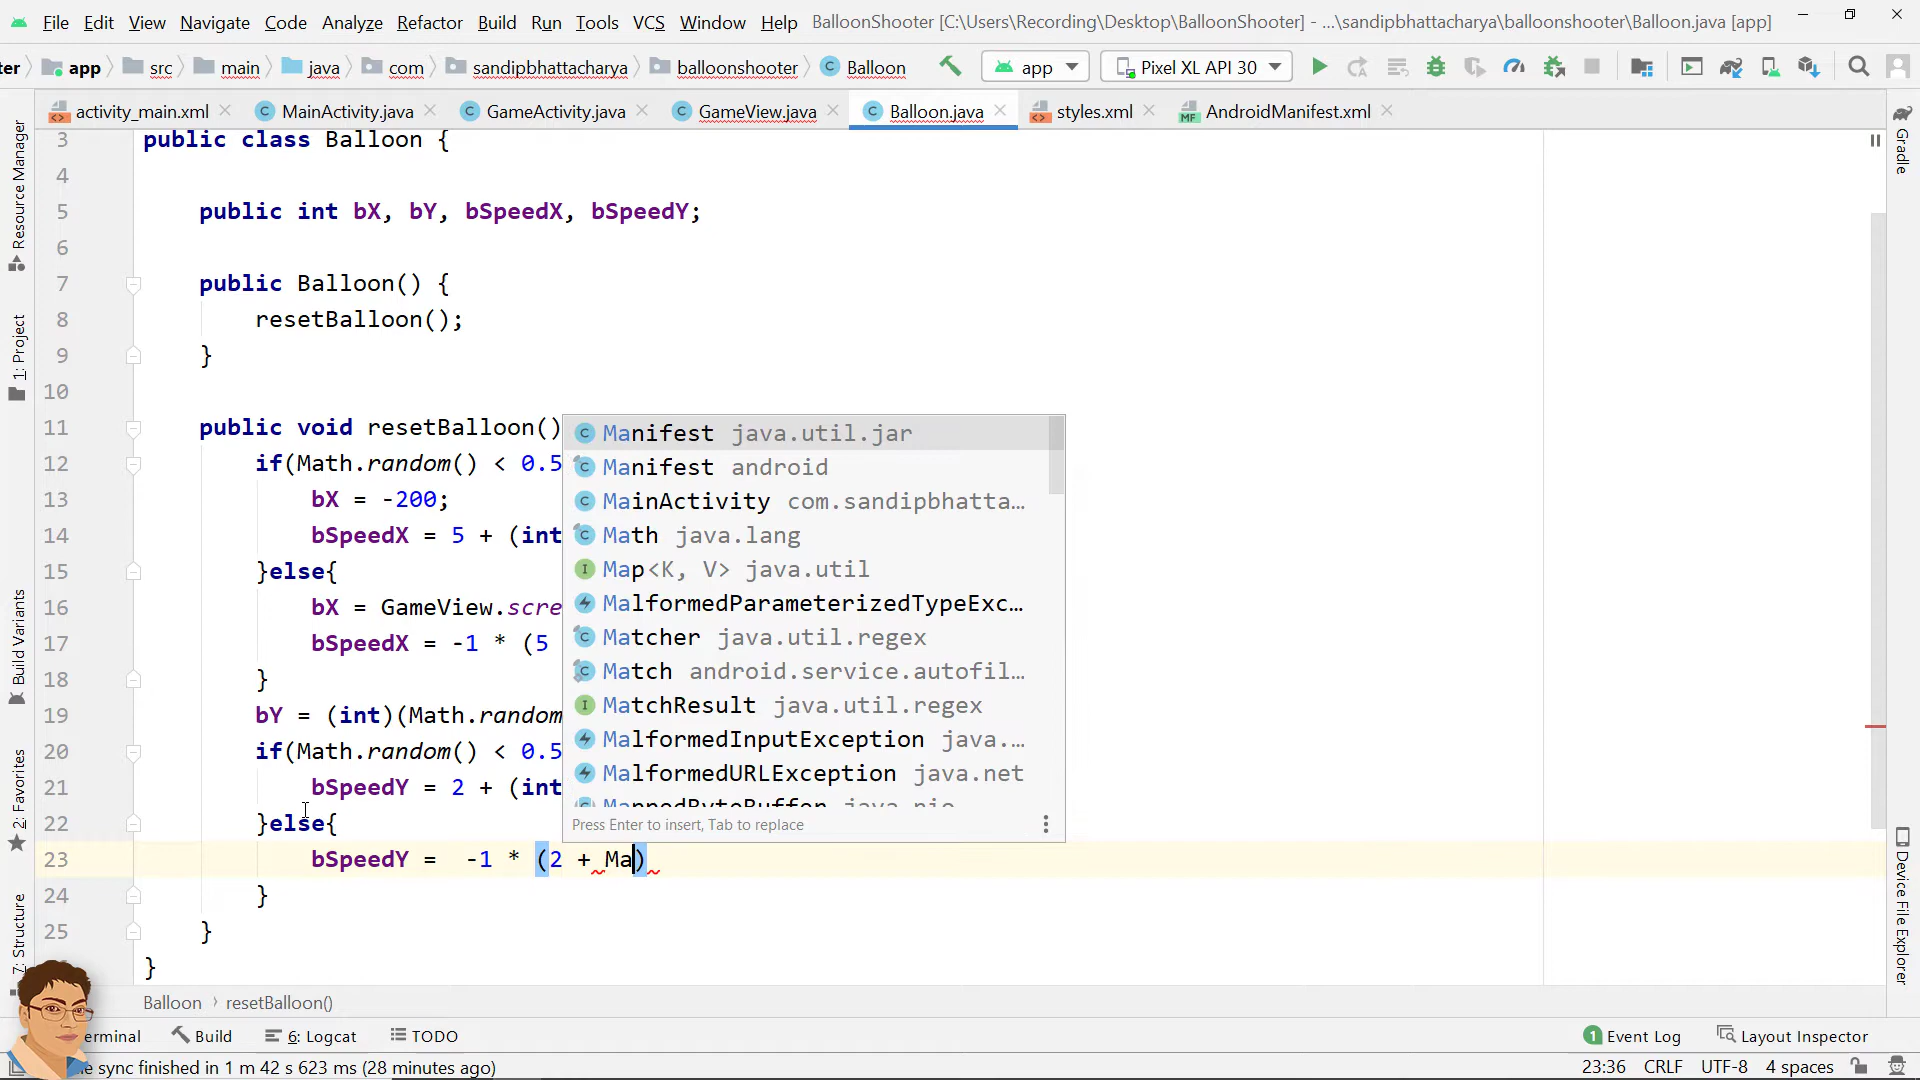 File Edit View Navigate Code Analyze Refactor Build Run Tools VCS Window Help BalloonShooter [C:\Users\Recording\Desktop\BalloonShooter] - ...\sandipbhattacharya\balloonshooter\Balloon.java [app]
ter app src main java com sandipbhattacharya balloonshooter Balloon app Pixel XL API 30
activity_main.xml MainActivity.java GameActivity.java GameView.java Balloon.java styles.xml AndroidManifest.xml
3 public class Balloon {
4
5 public int bX, bY, bSpeedX, bSpeedY;
6
7 public Balloon() {
8 resetBalloon();
9 }
10
11 public void resetBalloon()
12 if(Math.random() < 0.5
13 bX = -200;
14 bSpeedX = 5 + (int
15 }else{
16 bX = GameView.scre
17 bSpeedX = -1 * (5
18 }
19 bY = (int)(Math.random
20 if(Math.random() < 0.5
21 bSpeedY = 2 + (int
22 }else{
23 bSpeedY =  -1 * (2 + Ma)
24 }
25 }
}
Manifest java.util.jar
Manifest android
MainActivity com.sandipbhatta...
Math java.lang
Map<K, V> java.util
MalformedParameterizedTypeExc...
Matcher java.util.regex
Match android.service.autofil...
MatchResult java.util.regex
MalformedInputException java....
MalformedURLException java.net
MappedByteBuffer java.nio
Press Enter to insert, Tab to replace
Resource Manager
1: Project
Build Variants
2: Favorites
7: Structure
Gradle
Device File Explorer
Balloon › resetBalloon()
erminal Build 6: Logcat TODO 1 Event Log Layout Inspector
le sync finished in 1 m 42 s 623 ms (28 minutes ago) 23:36 CRLF UTF-8 4 spaces